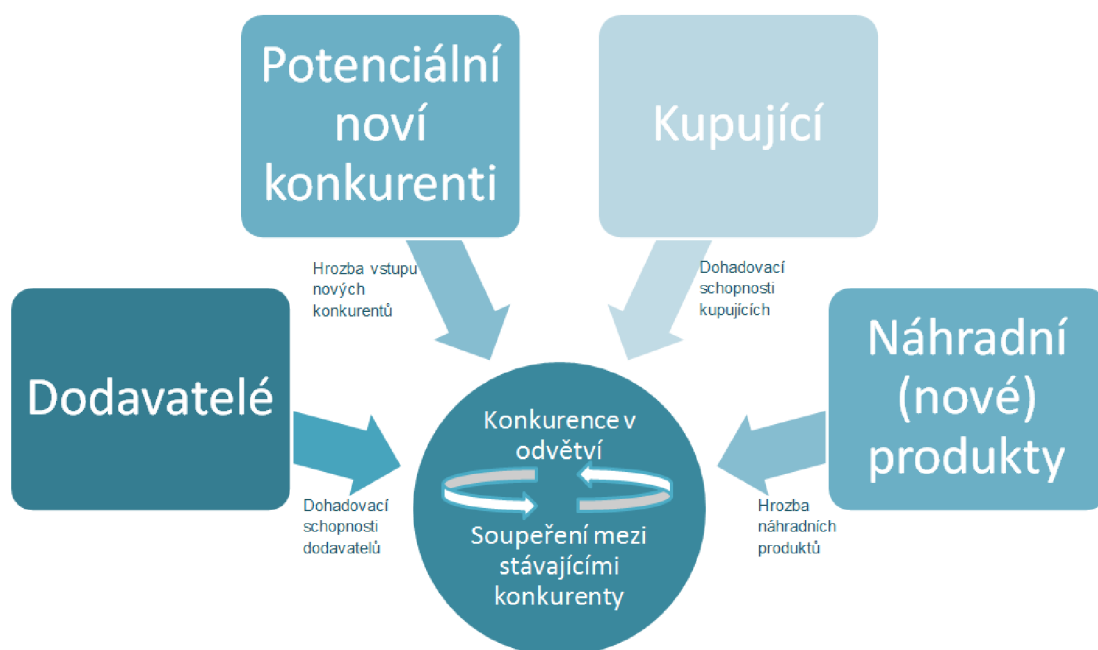 Potenciální
noví
konkurenti
Kupující
Hrozba vstupu
nových
konkurentů
Dohadovací
schopnosti
kupujících
Dodavatelé
Náhradní
(nové)
produkty
Dohadovací
schopnosti
dodavatelů
Konkurence v
odvětví
Soupeření mezi
stávajícími
konkurenty
Hrozba
náhradních
produktů